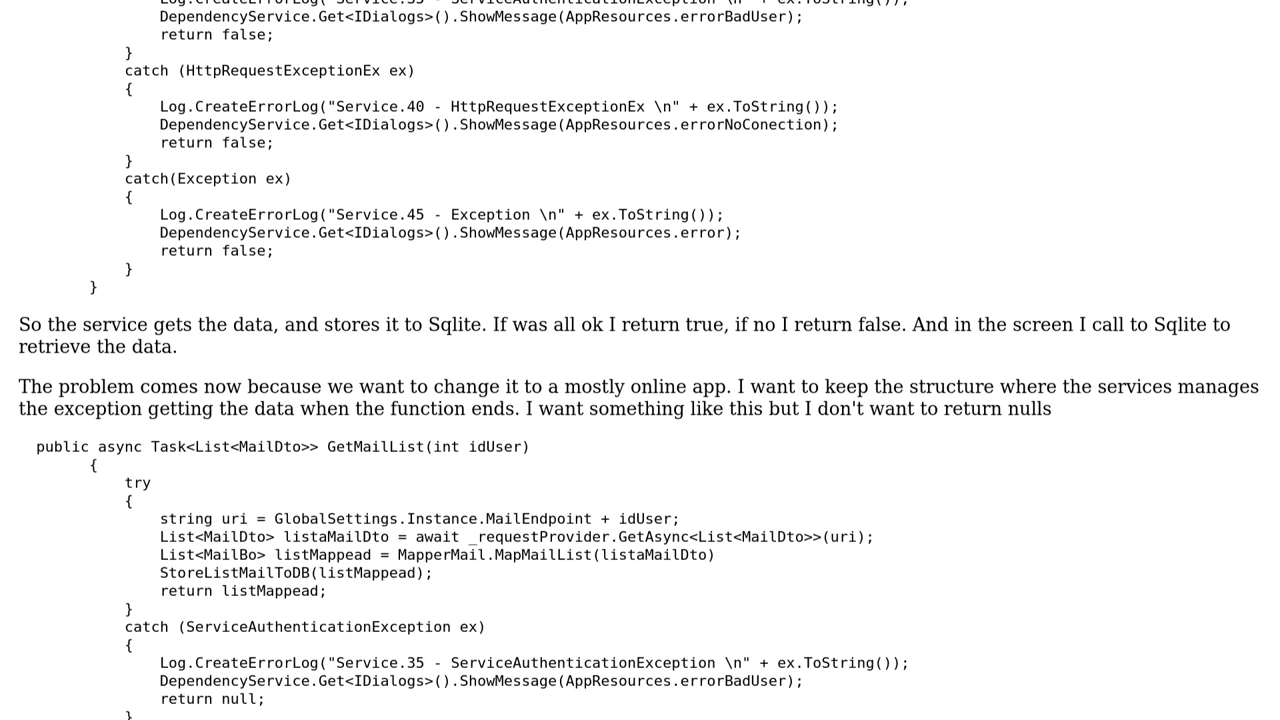 Log.CreateErrorLog("Service.35 - ServiceAuthenticationException \n" + ex.ToString());
DependencyService.Get<IDialogs>().ShowMessage(AppResources.errorBadUser);
return false;
}
catch (HttpRequestExceptionEx ex)
{
Log.CreateErrorLog("Service.40 - HttpRequestExceptionEx \n" + ex.ToString());
DependencyService.Get<IDialogs>().ShowMessage(AppResources.errorNoConection);
return false;
}
catch(Exception ex)
{
Log.CreateErrorLog("Service.45 - Exception \n" + ex.ToString());
DependencyService.Get<IDialogs>().ShowMessage(AppResources.error);
return false;
}
}
So the service gets the data, and stores it to Sqlite. If was all ok I return true, if no I return false. And in the screen I call to Sqlite to
retrieve the data.
The problem comes now because we want to change it to a mostly online app. I want to keep the structure where the services manages
the exception getting the data when the function ends. I want something like this but I don't want to return nulls
public async Task<List<MailDto>> GetMailList(int idUser)
{
try
{
string uri = GlobalSettings.Instance.MailEndpoint + idUser;
List<MailDto> listaMailDto = await _requestProvider.GetAsync<List<MailDto>>(uri);
List<MailBo> listMappead = MapperMail.MapMailList(listaMailDto)
StoreListMailToDB(listMappead);
return listMappead;
}
catch (ServiceAuthenticationException ex)
{
Log.CreateErrorLog("Service.35 - ServiceAuthenticationException \n" + ex.ToString());
DependencyService.Get<IDialogs>().ShowMessage(AppResources.errorBadUser);
return null;
}